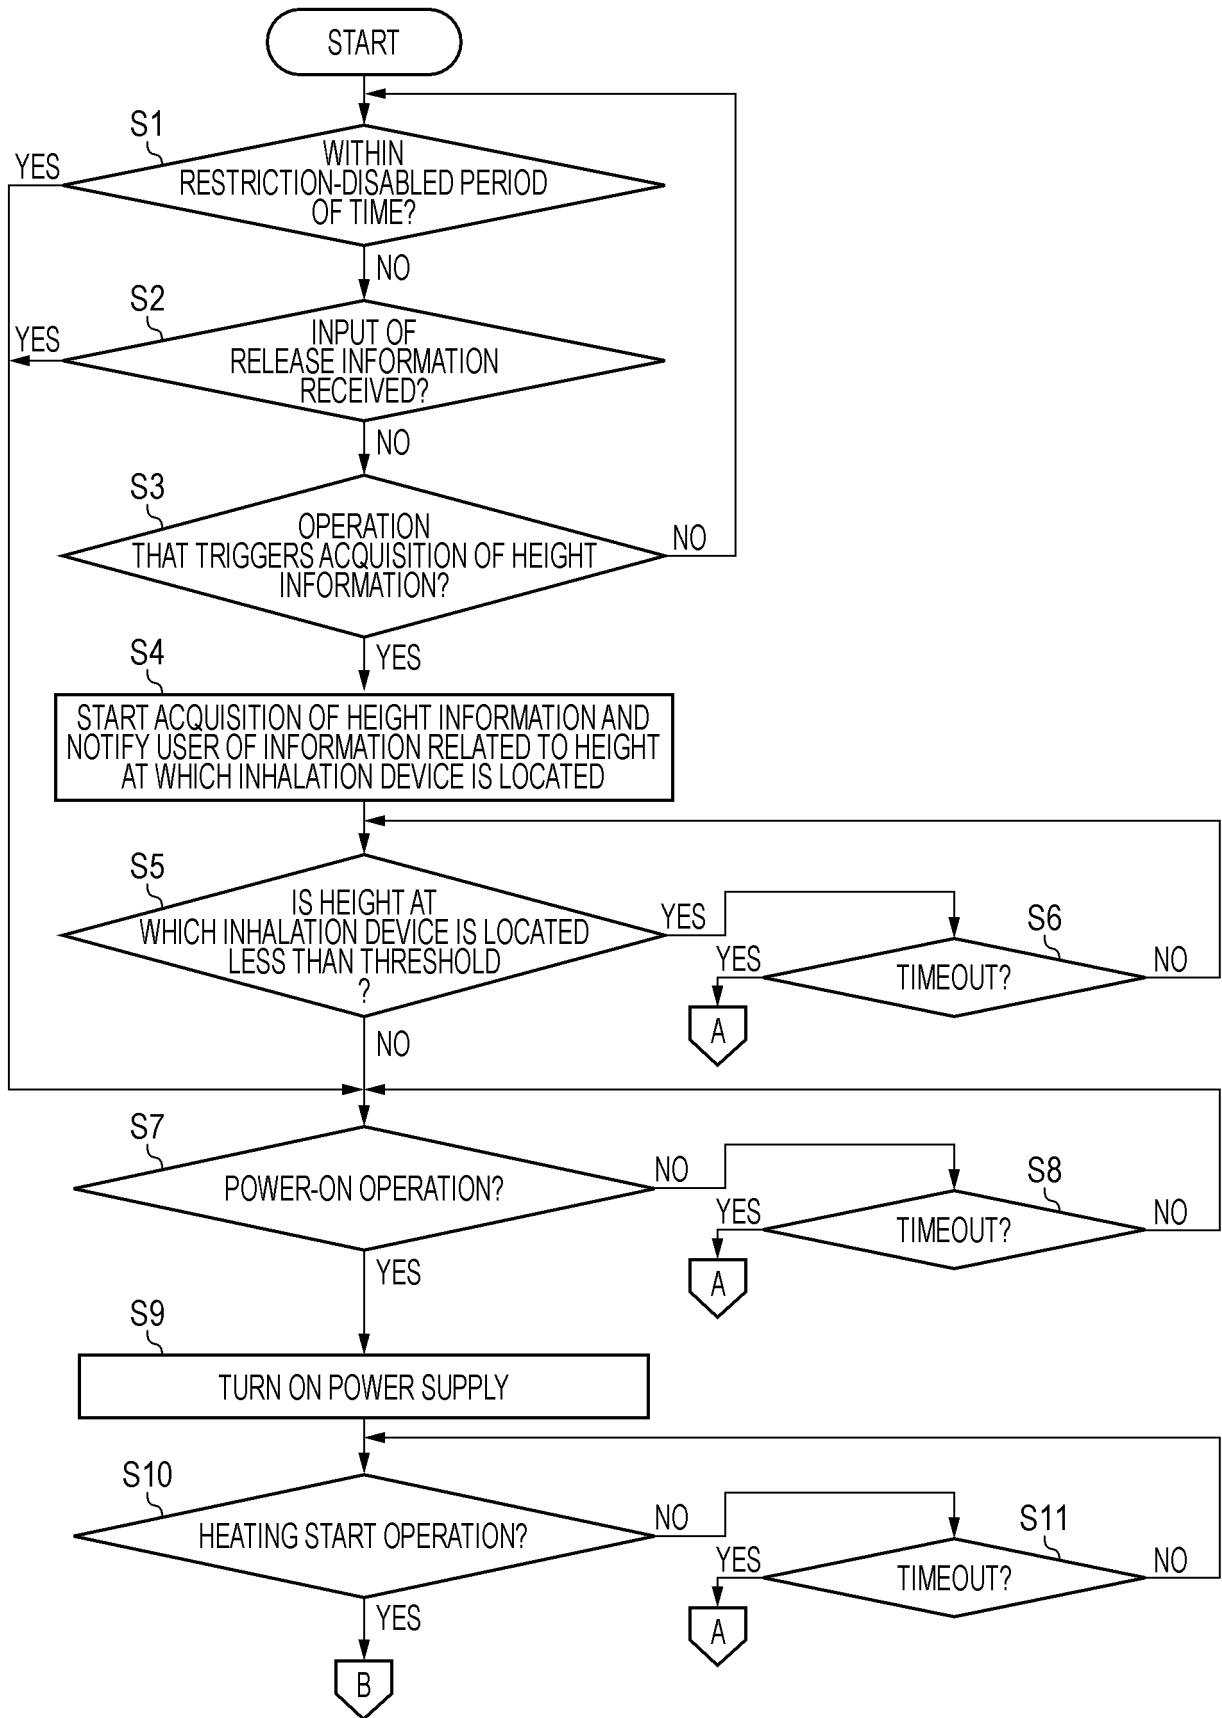 START
S1
YES
WITHIN
RESTRICTION-DISABLED PERIOD
OF TIME?
NO
S2
YES
INPUT OF
RELEASE INFORMATION
RECEIVED?
NO
S3
OPERATION
THAT TRIGGERS ACQUISITION OF HEIGHT
INFORMATION?
NO
YES
S4
START ACQUISITION OF HEIGHT INFORMATION AND
NOTIFY USER OF INFORMATION RELATED TO HEIGHT
AT WHICH INHALATION DEVICE IS LOCATED
S5
IS HEIGHT AT
WHICH INHALATION DEVICE IS LOCATED
LESS THAN THRESHOLD
?
YES
S6
YES
TIMEOUT?
NO
A
NO
S7
POWER-ON OPERATION?
NO
S8
YES
TIMEOUT?
NO
A
YES
S9
TURN ON POWER SUPPLY
S10
HEATING START OPERATION?
NO
S11
YES
TIMEOUT?
NO
A
YES
B